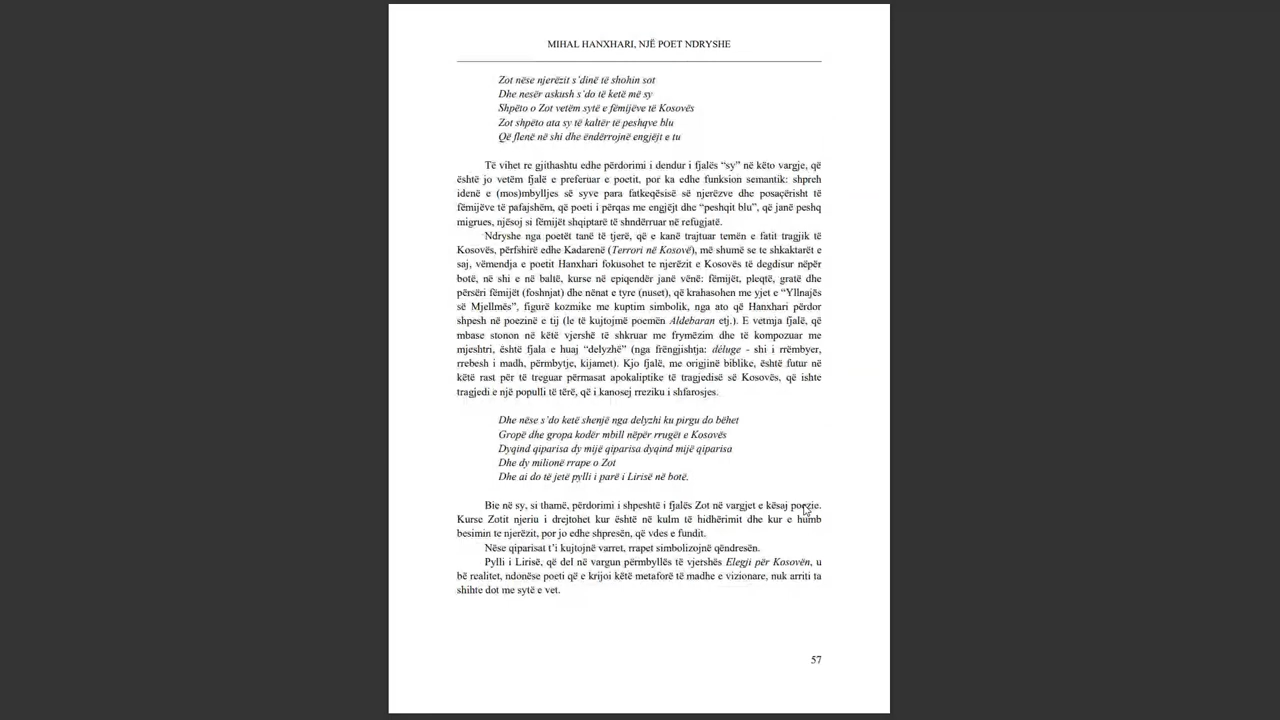 MIHAL HANXHARI, NJË POET NDRYSHE
Zot nëse njerëzit s'dinë të shohin sot
Dhe nesër askush s'do të ketë më sy
Shpëto o Zot vetëm sytë e fëmijëve të Kosovës
Zot shpëto ata sy të kaltër të peshqve blu
Që flenë në shi dhe ëndërrojnë engjëjt e tu
Të vihet re gjithashtu edhe përdorimi i dendur i fjalës “sy” në këto vargje, që
është jo vetëm fjalë e preferuar e poetit, por ka edhe funksion semantik: shpreh
idenë e (mos)mbylljes së syve para fatkeqësisë së njerëzve dhe posaçërisht të
fëmijëve të pafajshëm, që poeti i përqas me engjëjt dhe “peshqit blu”, që janë peshq
migrues, njësoj si fëmijët shqiptarë të shndërruar në refugjatë.
Ndryshe nga poetët tanë të tjerë, që e kanë trajtuar temën e fatit tragjik të
Kosovës, përfshirë edhe Kadarenë (Terrori në Kosovë), më shumë se te shkaktarët e
saj, vëmendja e poetit Hanxhari fokusohet te njerëzit e Kosovës të degdisur nëpër
botë, në shi e në baltë, kurse në epiqendër janë vënë: fëmijët, pleqtë, gratë dhe
përsëri fëmijët (foshnjat) dhe nënat e tyre (nuset), që krahasohen me yjet e “Yllnajës
së Mjellmës”, figurë kozmike me kuptim simbolik, nga ato që Hanxhari përdor
shpesh në poezinë e tij (le të kujtojmë poemën Aldebaran etj.). E vetmja fjalë, që
mbase stonon në këtë vjershë të shkruar me frymëzim dhe të kompozuar me
mjeshtri, është fjala e huaj “delyzhë” (nga frëngjishtja: déluge - shi i rrëmbyer,
rrebesh i madh, përmbytje, kijamet). Kjo fjalë, me origjinë biblike, është futur në
këtë rast për të treguar përmasat apokaliptike të tragjedisë së Kosovës, që ishte
tragjedi e një populli të tërë, që i kanosej rreziku i shfarosjes.
Dhe nëse s'do ketë shenjë nga delyzhi ku pirgu do bëhet
Gropë dhe gropa kodër mbill nëpër rrugët e Kosovës
Dyqind qiparisa dy mijë qiparisa dyqind mijë qiparisa
Dhe dy milionë rrape o Zot
Dhe ai do të jetë pylli i parë i Lirisë në botë.
Bie në sy, si thamë, përdorimi i shpeshtë i fjalës Zot në vargjet e kësaj poezie.
Kurse Zotit njeriu i drejtohet kur është në kulm të hidhërimit dhe kur e humb
besimin te njerëzit, por jo edhe shpresën, që vdes e fundit.
Nëse qiparisat t'i kujtojnë varret, rrapet simbolizojnë qëndresën.
Pylli i Lirisë, që del në vargun përmbyllës të vjershës Elegji për Kosovën, u
bë realitet, ndonëse poeti që e krijoi këtë metaforë të madhe e vizionare, nuk arriti ta
shihte dot me sytë e vet.
57